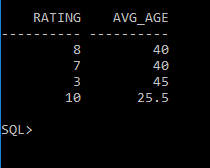 RATING    AVG_AGE
---------- ----------
8         40
7         40
3         45
10       25.5
SQL>